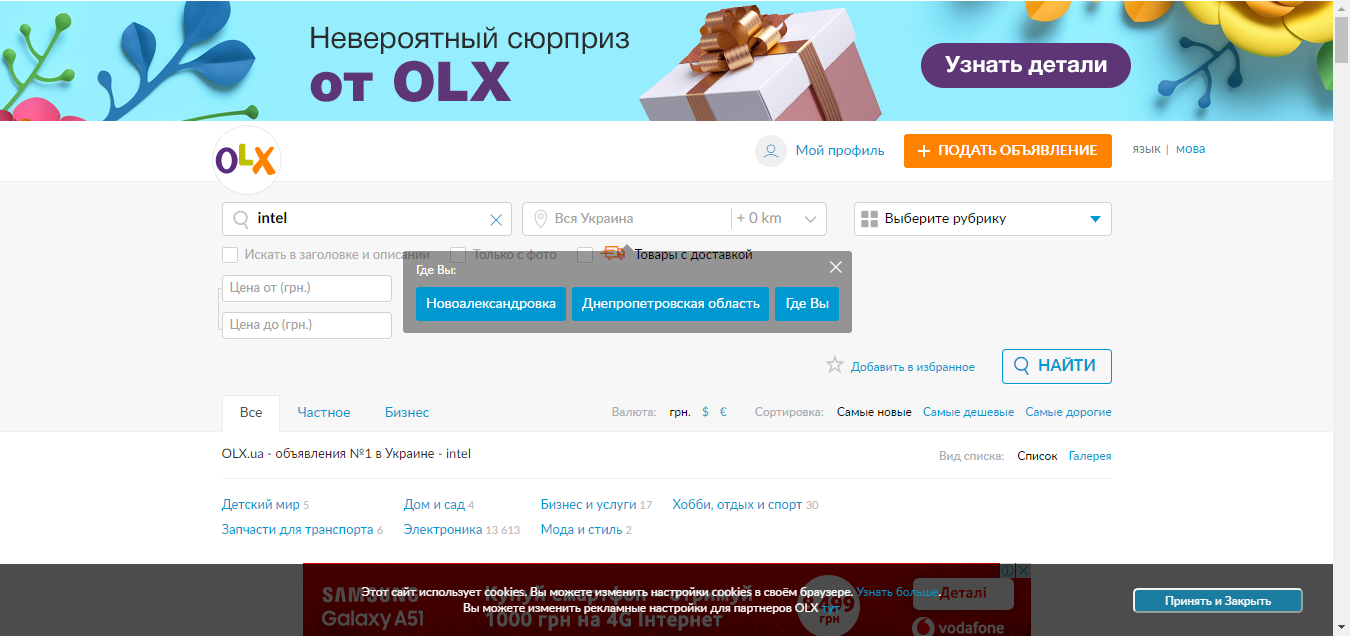 Невероятный сюрприз
от OLX
Узнать детали
OLX
Мой профиль
+ ПОДАТЬ ОБЪЯВЛЕНИЕ
язык | мова
intel
Вся Украина
+ 0 km
Выберите рубрику
Искать в заголовке и описании
Только с фото
Товары с доставкой
Где Вы:
Новоалександровка
Днепропетровская область
Где Вы
Цена от (грн.)
Цена до (грн.)
Добавить в избранное
НАЙТИ
Все Частное Бизнес
Валюта: грн. $ €
Сортировка: Самые новые Самые дешевые Самые дорогие
OLX.ua - объявления №1 в Украине - intel
Вид списка: Список Галерея
Детский мир 5 Дом и сад 4 Бизнес и услуги 17 Хобби, отдых и спорт 30
Запчасти для транспорта 6 Электроника 13 613 Мода и стиль 2
SAMSUNG
Galaxy A51
Купуй смартфон – отримуй
1000 грн на 4G Інтернет
грн
Деталі
vodafone
Этот сайт использует cookies. Вы можете изменить настройки cookies в своём браузере. Узнать больше.
Вы можете изменить рекламные настройки для партнеров OLX тут
Принять и Закрыть